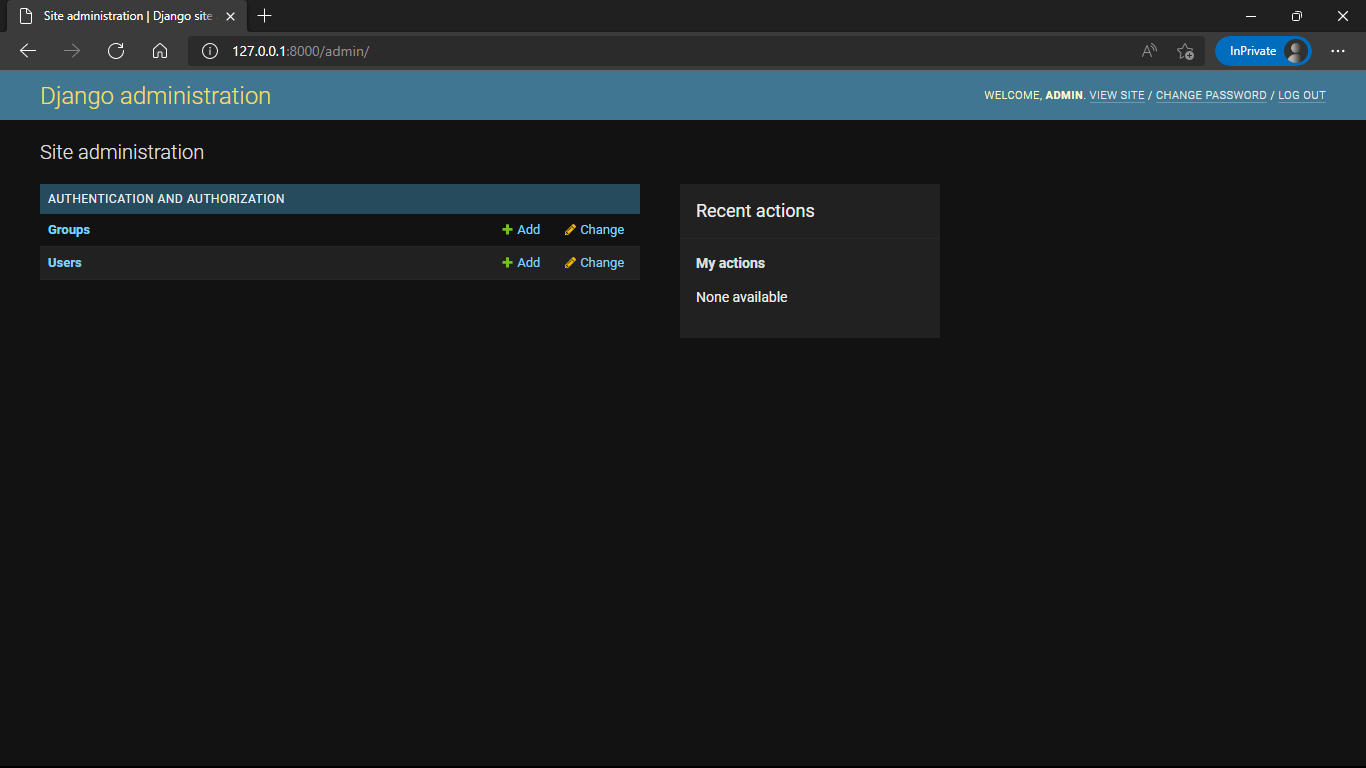 Site administration | Django site
127.0.0.1:8000/admin/
InPrivate
Django administration
WELCOME, ADMIN. VIEW SITE / CHANGE PASSWORD / LOG OUT
Site administration
AUTHENTICATION AND AUTHORIZATION
Groups Add Change
Users Add Change
Recent actions
My actions
None available